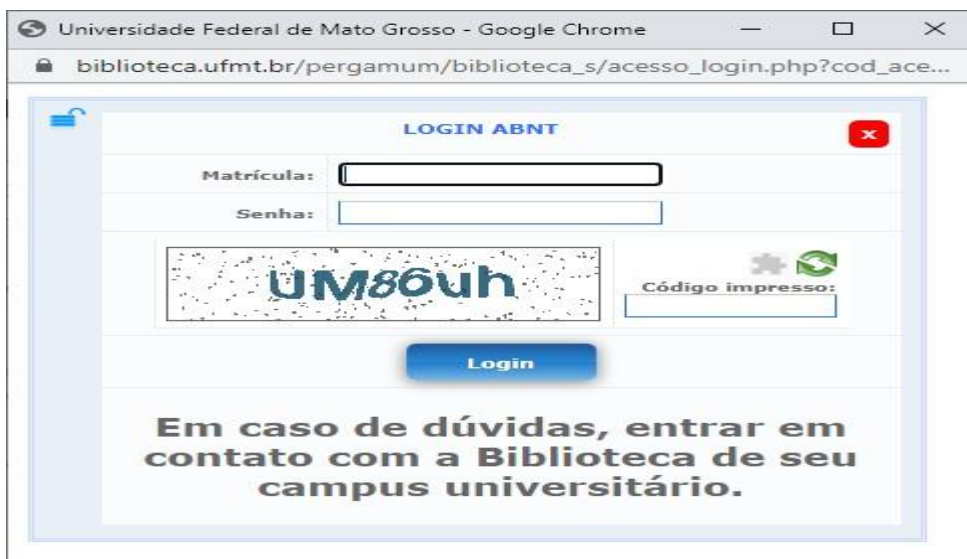 Universidade Federal de Mato Grosso - Google Chrome
biblioteca.ufmt.br/pergamum/biblioteca_s/acesso_login.php?cod_ace...
LOGIN ABNT
x
Matrícula:
Senha:
UM86uh
Código impresso:
Login
Em caso de dúvidas, entrar em
contato com a Biblioteca de seu
campus universitário.